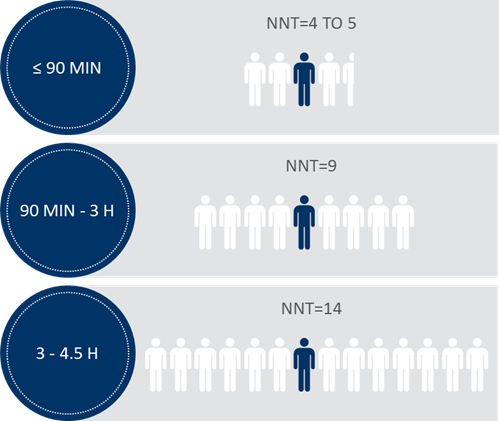 ≤ 90 MIN
NNT=4 TO 5
90 MIN - 3 H
NNT=9
3 - 4.5 H
NNT=14